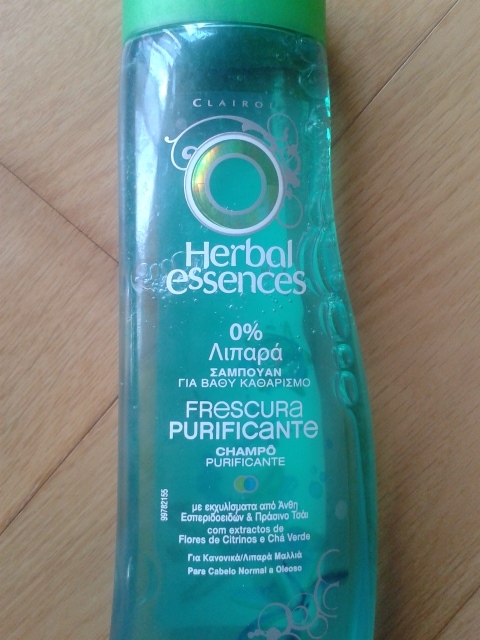 CLAIROL
Herbal
essences
0%
Λιπαρά
ΣΑΜΠΟΥΑΝ
ΓΙΑ ΒΑΘΥ ΚΑΘΑΡΙΣΜΟ
FRESCURA
PURIFICANTE
CHAMPÔ
PURIFICANTE
με εκχυλίσματα από Άνθη
Εσπεριδοειδών & Πράσινο Τσάι
com extractos de
Flores de Citrinos e Chá Verde
Για Κανονικά/Λιπαρά Μαλλιά
Para Cabelo Normal a Oleoso
99782155